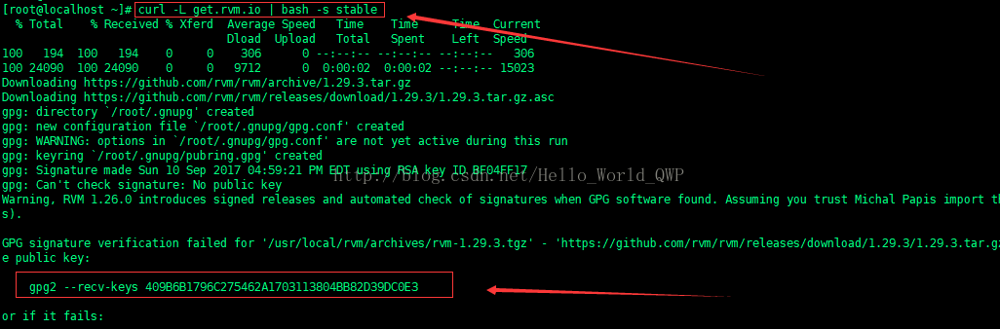 [root@localhost ~]# curl -L get.rvm.io | bash -s stable
% Total % Received % Xferd Average Speed Time Time Time Current
Dload Upload Total Spent Left Speed
100 194 100 194 0 0 306 0 --:--:-- --:--:-- --:--:-- 306
100 24090 100 24090 0 0 9712 0 0:00:02 0:00:02 --:--:-- 15023
Downloading https://github.com/rvm/rvm/archive/1.29.3.tar.gz
Downloading https://github.com/rvm/rvm/releases/download/1.29.3/1.29.3.tar.gz.asc
gpg: directory `/root/.gnupg' created
gpg: new configuration file `/root/.gnupg/gpg.conf' created
gpg: WARNING: options in `/root/.gnupg/gpg.conf' are not yet active during this run
gpg: keyring `/root/.gnupg/pubring.gpg' created
gpg: Signature made Sun 10 Sep 2017 04:59:21 PM EDT using RSA key ID BF04FF17
http://blog.csdn.net/Hello_World_QWP
gpg: Can't check signature: No public key
Warning, RVM 1.26.0 introduces signed releases and automated check of signatures when GPG software found. Assuming you trust Michal Papis import th
s).
GPG signature verification failed for '/usr/local/rvm/archives/rvm-1.29.3.tgz' - 'https://github.com/rvm/rvm/releases/download/1.29.3/1.29.3.tar.gz
e public key:
gpg2 --recv-keys 409B6B1796C275462A1703113804BB82D39DC0E3
or if it fails: